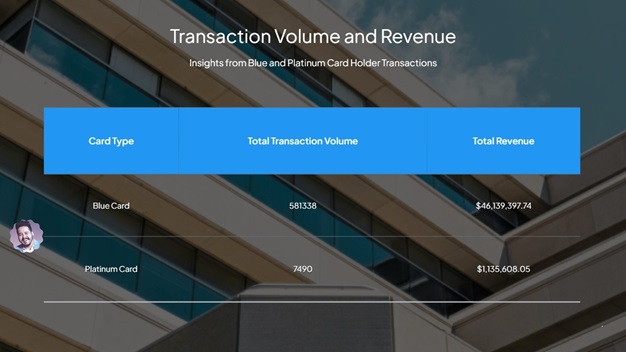 Transaction Volume and Revenue
Insights from Blue and Platinum Card Holder Transactions
Card Type Total Transaction Volume Total Revenue
Blue Card 581338 $46,139,397.74
Platinum Card 7490 $1,135,608.05